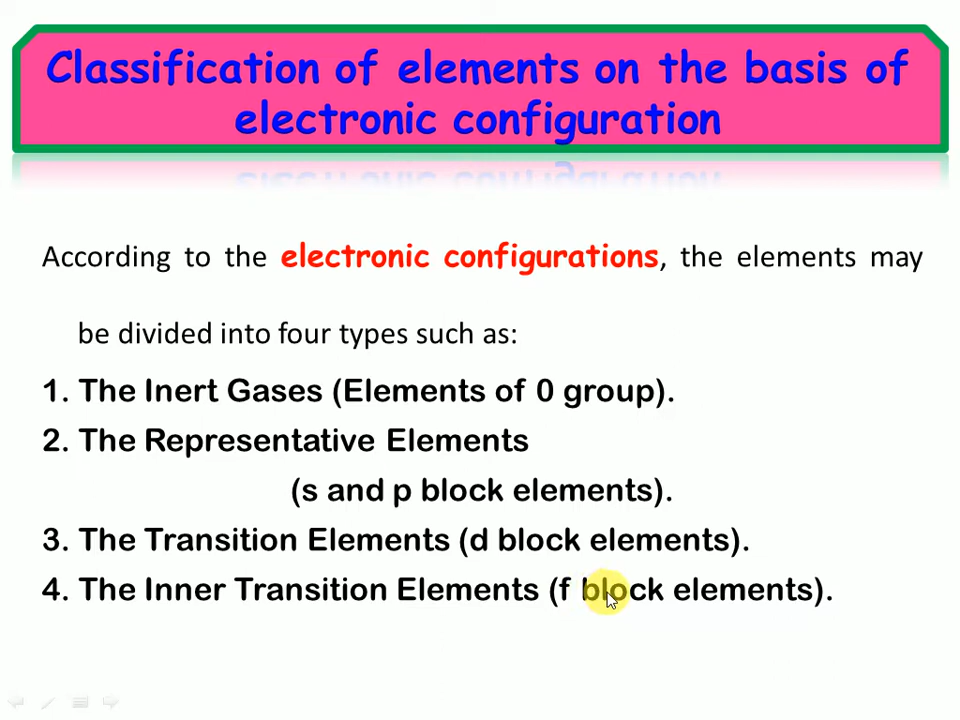 Classification of elements on the basis of
electronic configuration
According to the electronic configurations, the elements may
be divided into four types such as:
1. The Inert Gases (Elements of 0 group).
2. The Representative Elements
(s and p block elements).
3. The Transition Elements (d block elements).
4. The Inner Transition Elements (f block elements).